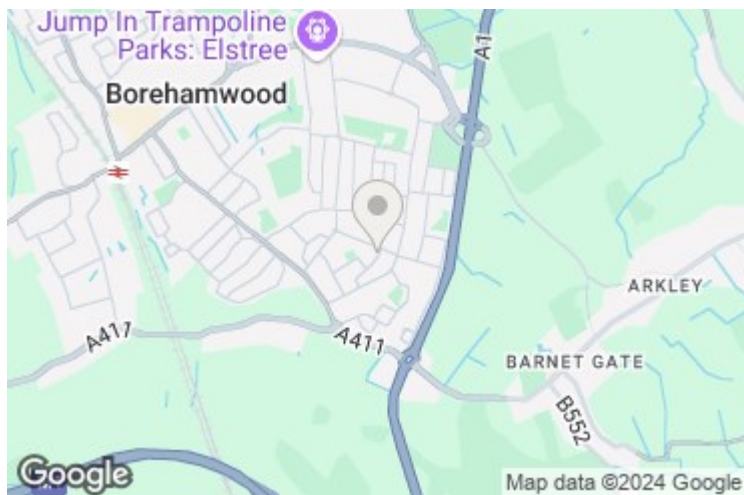 Jump In Trampoline
Parks: Elstree
A1
Borehamwood
ARKLEY
A411
A411
BARNET GATE
B552
Google
Map data ©2024 Google